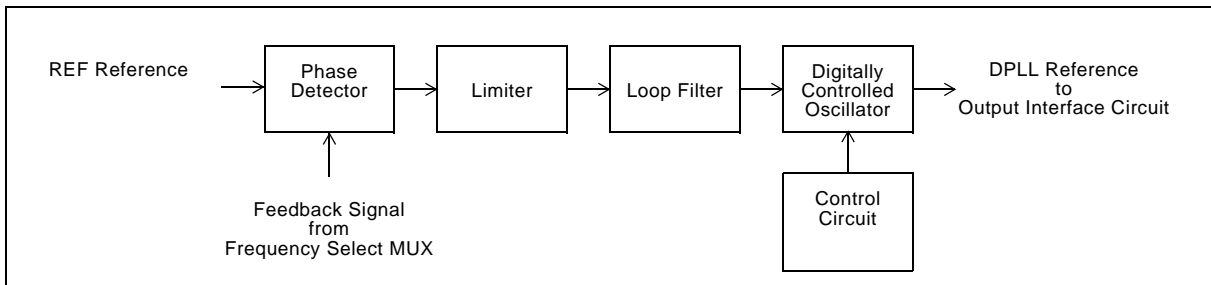 REF Reference
Phase
Detector
Limiter
Loop Filter
Digitally
Controlled
Oscillator
DPLL Reference
to
Output Interface Circuit
Feedback Signal
from
Frequency Select MUX
Control
Circuit